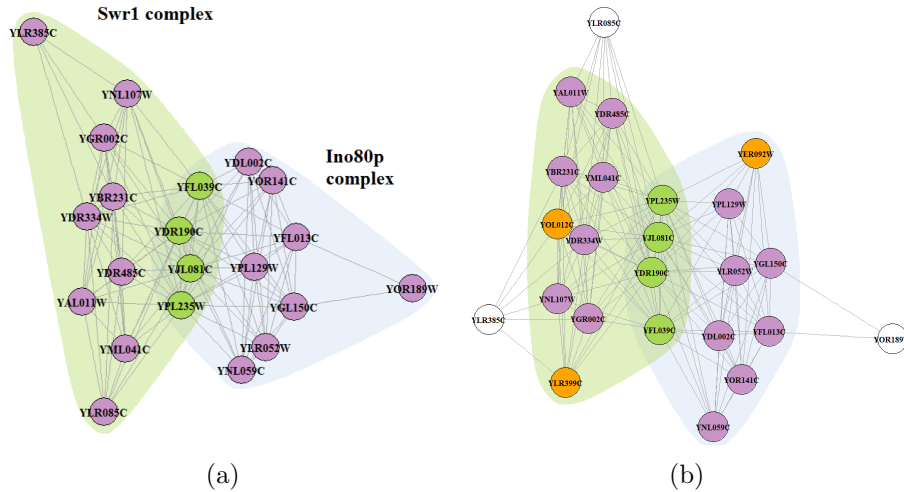 Swr1 complex
YLR385C
YNL107W
YGR002C
YDL002C
Ino80p
complex
YOR141C
YFL039C
YBR231C
YDR334W
YDR190C
YFL013C
YJL081C
YPL129W
YDR485C
YOR189W
YAL011W
YPL235W
YGL150C
YML041C
YLR052W
YNL059C
YLR085C
(a)
YLR085C
YAL011W
YDR485C
YER092W
YBR231C
YML041C
YPL235W
YPL129W
YOL012C
YDR334W
YJL081C
YDR190C
YLR052W
YGL150C
YNL107W
YLR385C
YGR002C
YFL039C
YDL002C
YFL013C
YOR189W
YLR399C
YOR141C
YNL059C
(b)